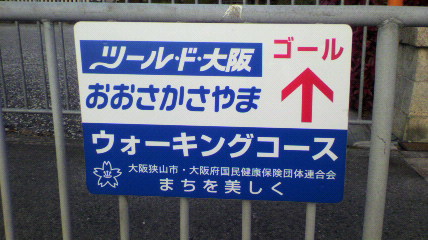 ツール・ド・大阪
ゴール
おおさかさやま
ウォーキングコース
大阪狭山市・大阪府国民健康保険団体連合会
まちを美しく